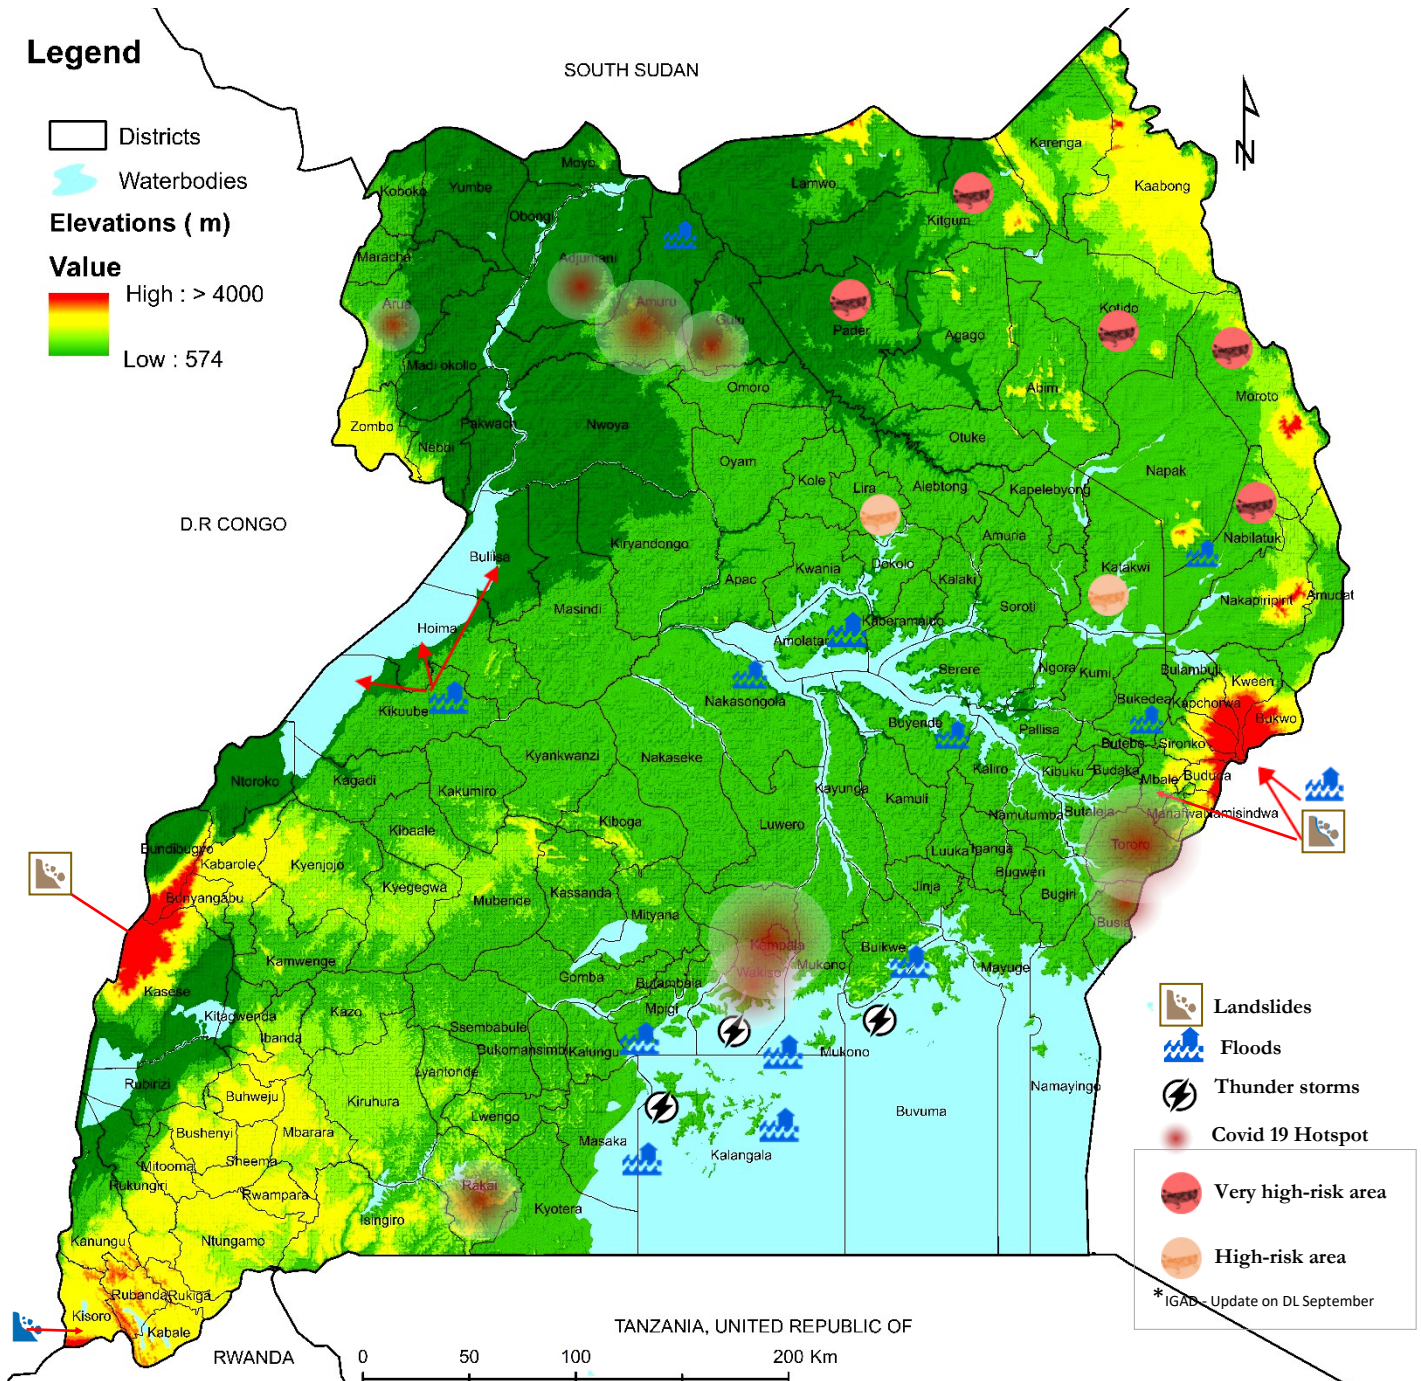 Legend
Districts
Waterbodies
Elevations ( m)
Value
High : > 4000
Low : 574
SOUTH SUDAN
N
D.R CONGO
Moyo
Koboko
Yumbe
Obongi
Lamwo
Karenga
Kaabong
Kitgum
Maracha
Adjumani
Arua
Amuru
Gulu
Pader
Agago
Kotido
Madi okollo
Omoro
Abim
Moroto
Zombo
Pakwach
Nwoya
Nebbi
Otuke
Oyam
Napak
Kole
Lira
Alebtong
Kapelebyong
Nabilatuk
Kiryandongo
Amuria
Buliisa
Kwania
Dokolo
Katakwi
Apac
Kalaki
Masindi
Soroti
Nakapiripirit
Amudat
Hoima
Kaberamaido
Amolatar
Serere
Ngora
Kumi
Bulambuli
Kween
Kikuube
Nakasongola
Bukedea
Kapchorwa
Bukwo
Buyende
Pallisa
Butebo
Sironko
Kyankwanzi
Nakaseke
Ntoroko
Kagadi
Kaliro
Kibuku
Budaka
Mbale
Bududa
Kakumiro
Kayunga
Kamuli
Namutumba
Butaleja
Manafwa
Namisindwa
Kibaale
Kiboga
Luwero
Bundibugyo
Kabarole
Kyenjojo
Luuka
Iganga
Tororo
Bugweri
Kyegegwa
Bunyangabu
Mubende
Kassanda
Jinja
Bugiri
Mityana
Busia
Kampala
Buikwe
Kamwenge
Wakiso
Mukono
Mayuge
Gomba
Butambala
Kasese
Mpigi
Kitagwenda
Kazo
Ssembabule
Ibanda
Bukomansimbi
Kalungu
Mukono
Lyantonde
Rubirizi
Namayingo
Buhweju
Kiruhura
Lwengo
Buvuma
Bushenyi
Mbarara
Masaka
Kalangala
Mitooma
Sheema
Rukungiri
Rwampara
Rakai
Kyotera
Isingiro
Kanungu
Ntungamo
Rubanda
Rukiga
Kisoro
Kabale
RWANDA
TANZANIA, UNITED REPUBLIC OF
0 50 100 200 Km
Landslides
Floods
Thunder storms
Covid 19 Hotspot
Very high-risk area
High-risk area
*IGAD - Update on DL September